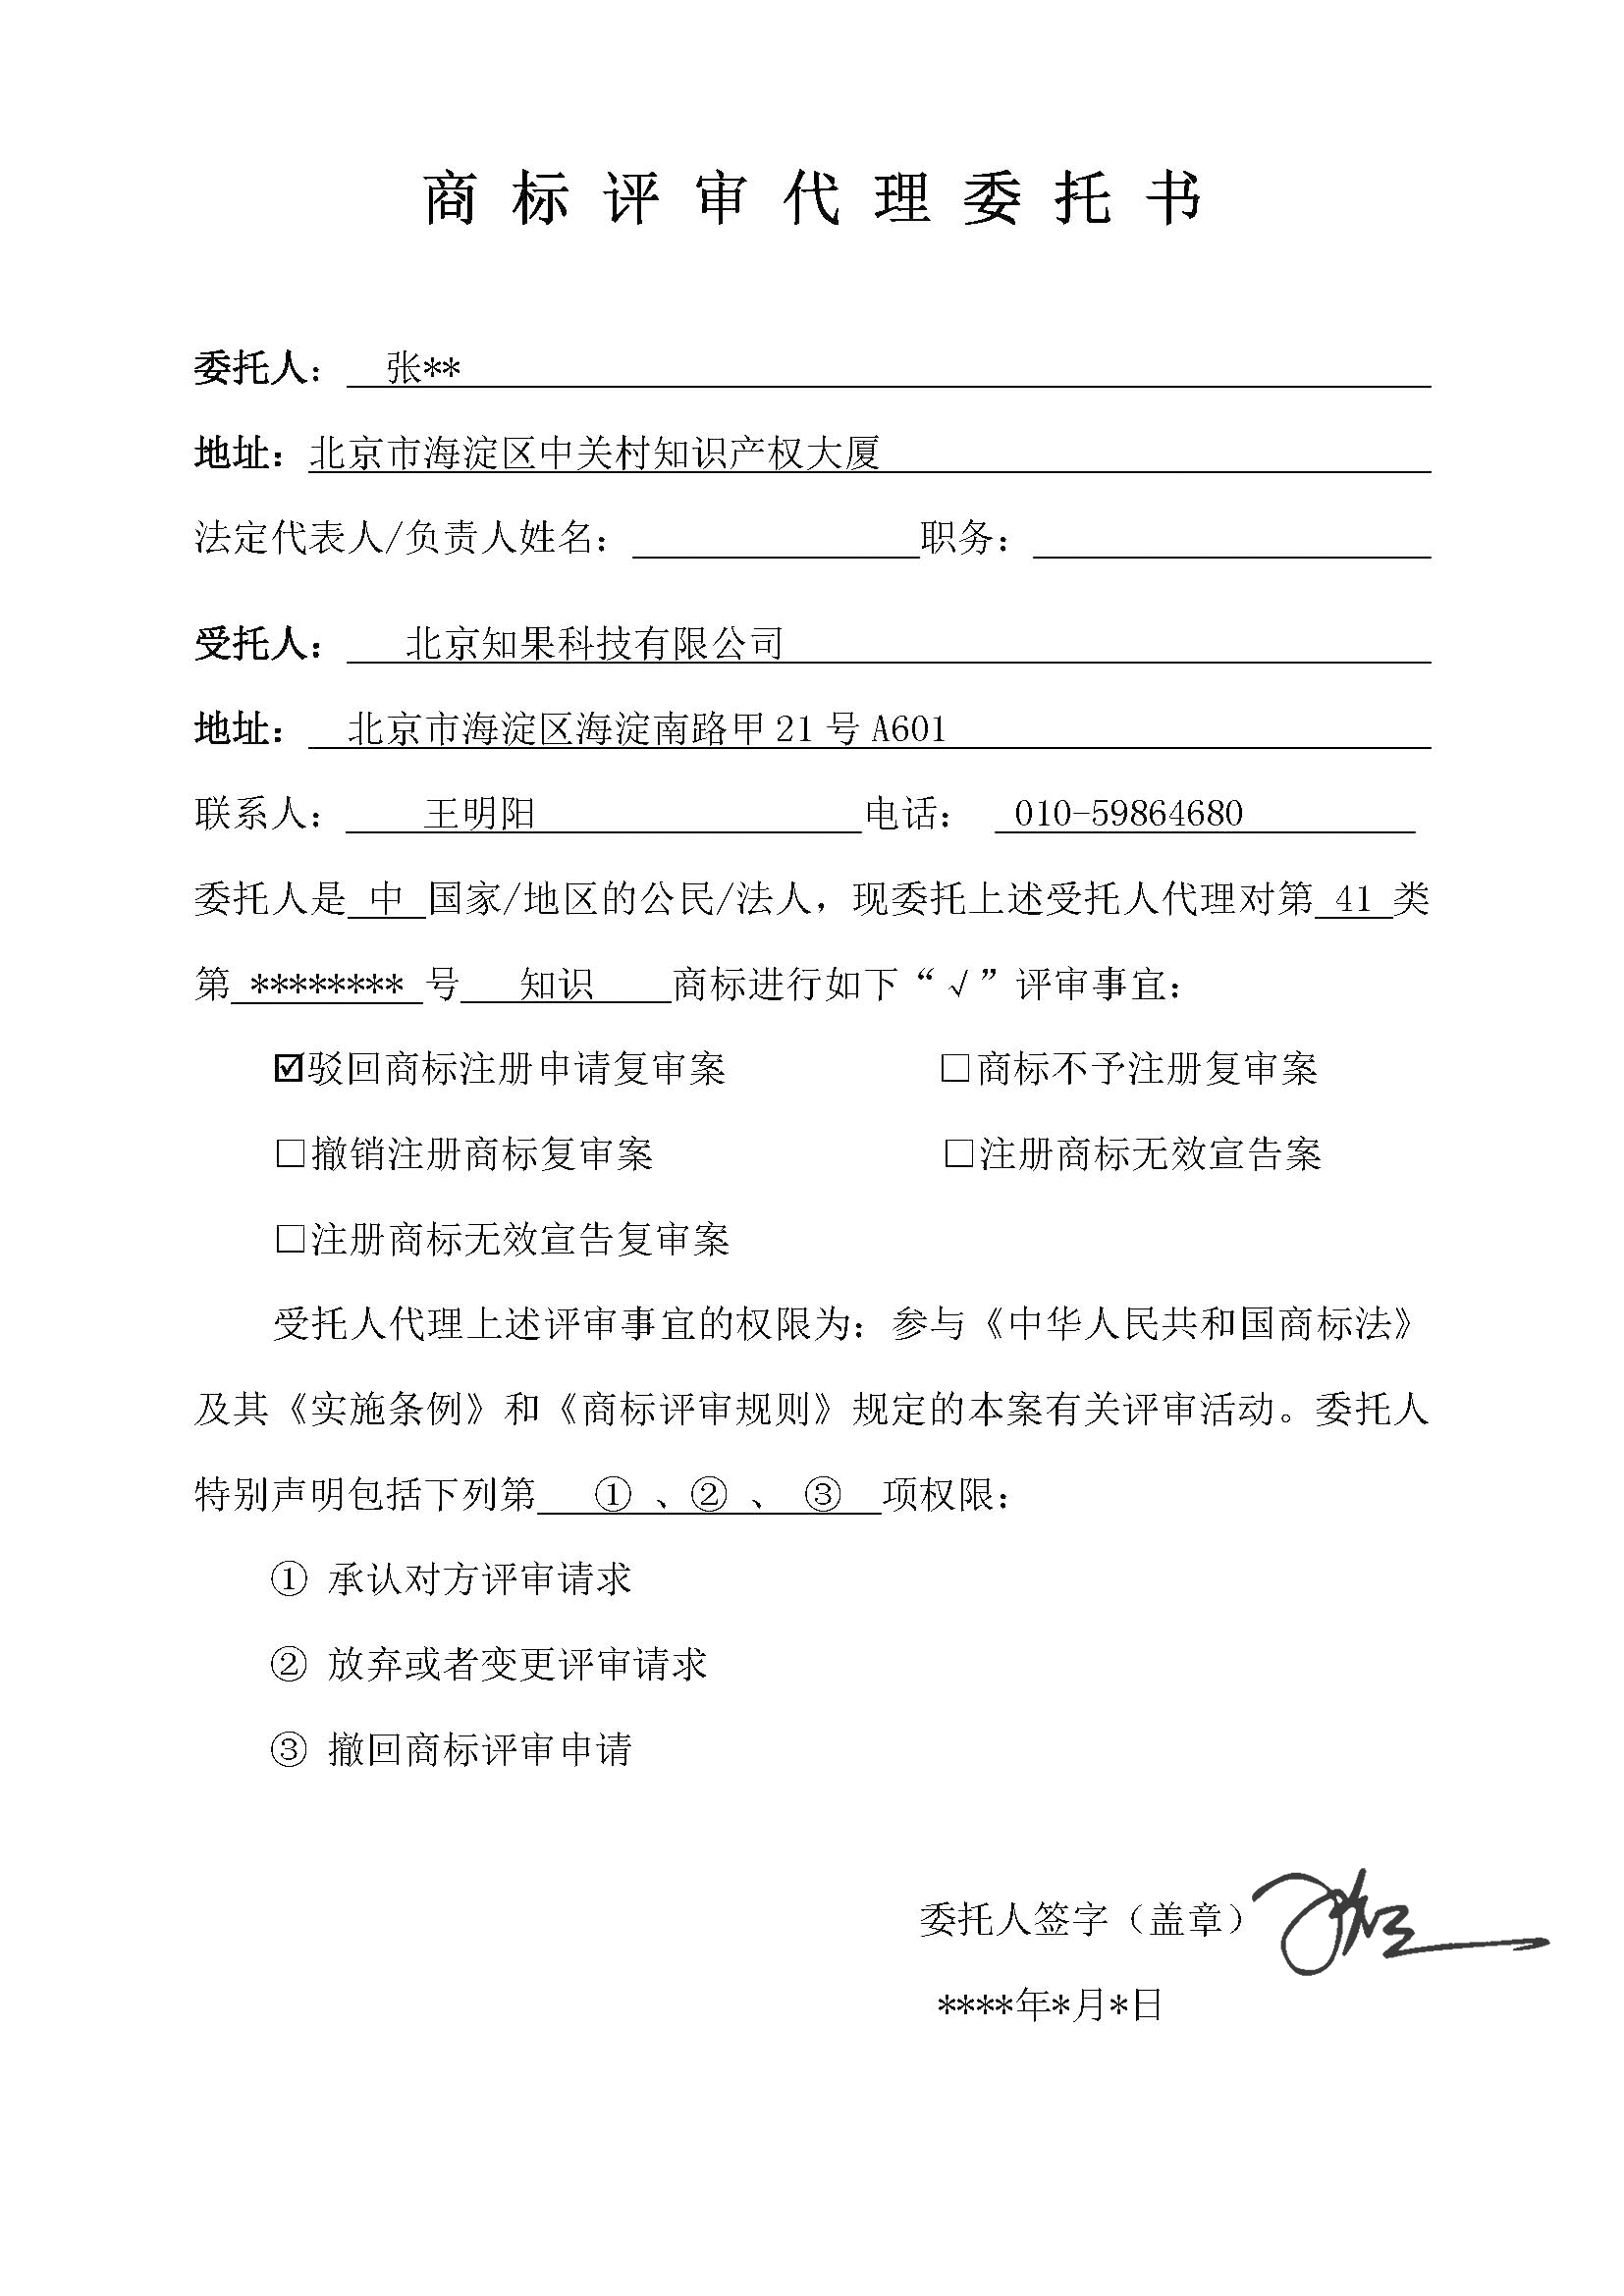 商标评审代理委托书
委托人： 张**
地址：北京市海淀区中关村知识产权大厦
法定代表人/负责人姓名： 职务：
受托人： 北京知果科技有限公司
地址： 北京市海淀区海淀南路甲21号A601
联系人： 王明阳 电话： 010-59864680
委托人是 中 国家/地区的公民/法人，现委托上述受托人代理对第 41 类
第 ******** 号 知识 商标进行如下“√”评审事宜：
☑驳回商标注册申请复审案 □商标不予注册复审案
□撤销注册商标复审案 □注册商标无效宣告案
□注册商标无效宣告复审案
受托人代理上述评审事宜的权限为：参与《中华人民共和国商标法》
及其《实施条例》和《商标评审规则》规定的本案有关评审活动。委托人
特别声明包括下列第 ① 、② 、 ③ 项权限：
① 承认对方评审请求
② 放弃或者变更评审请求
③ 撤回商标评审申请
委托人签字（盖章）
****年*月*日